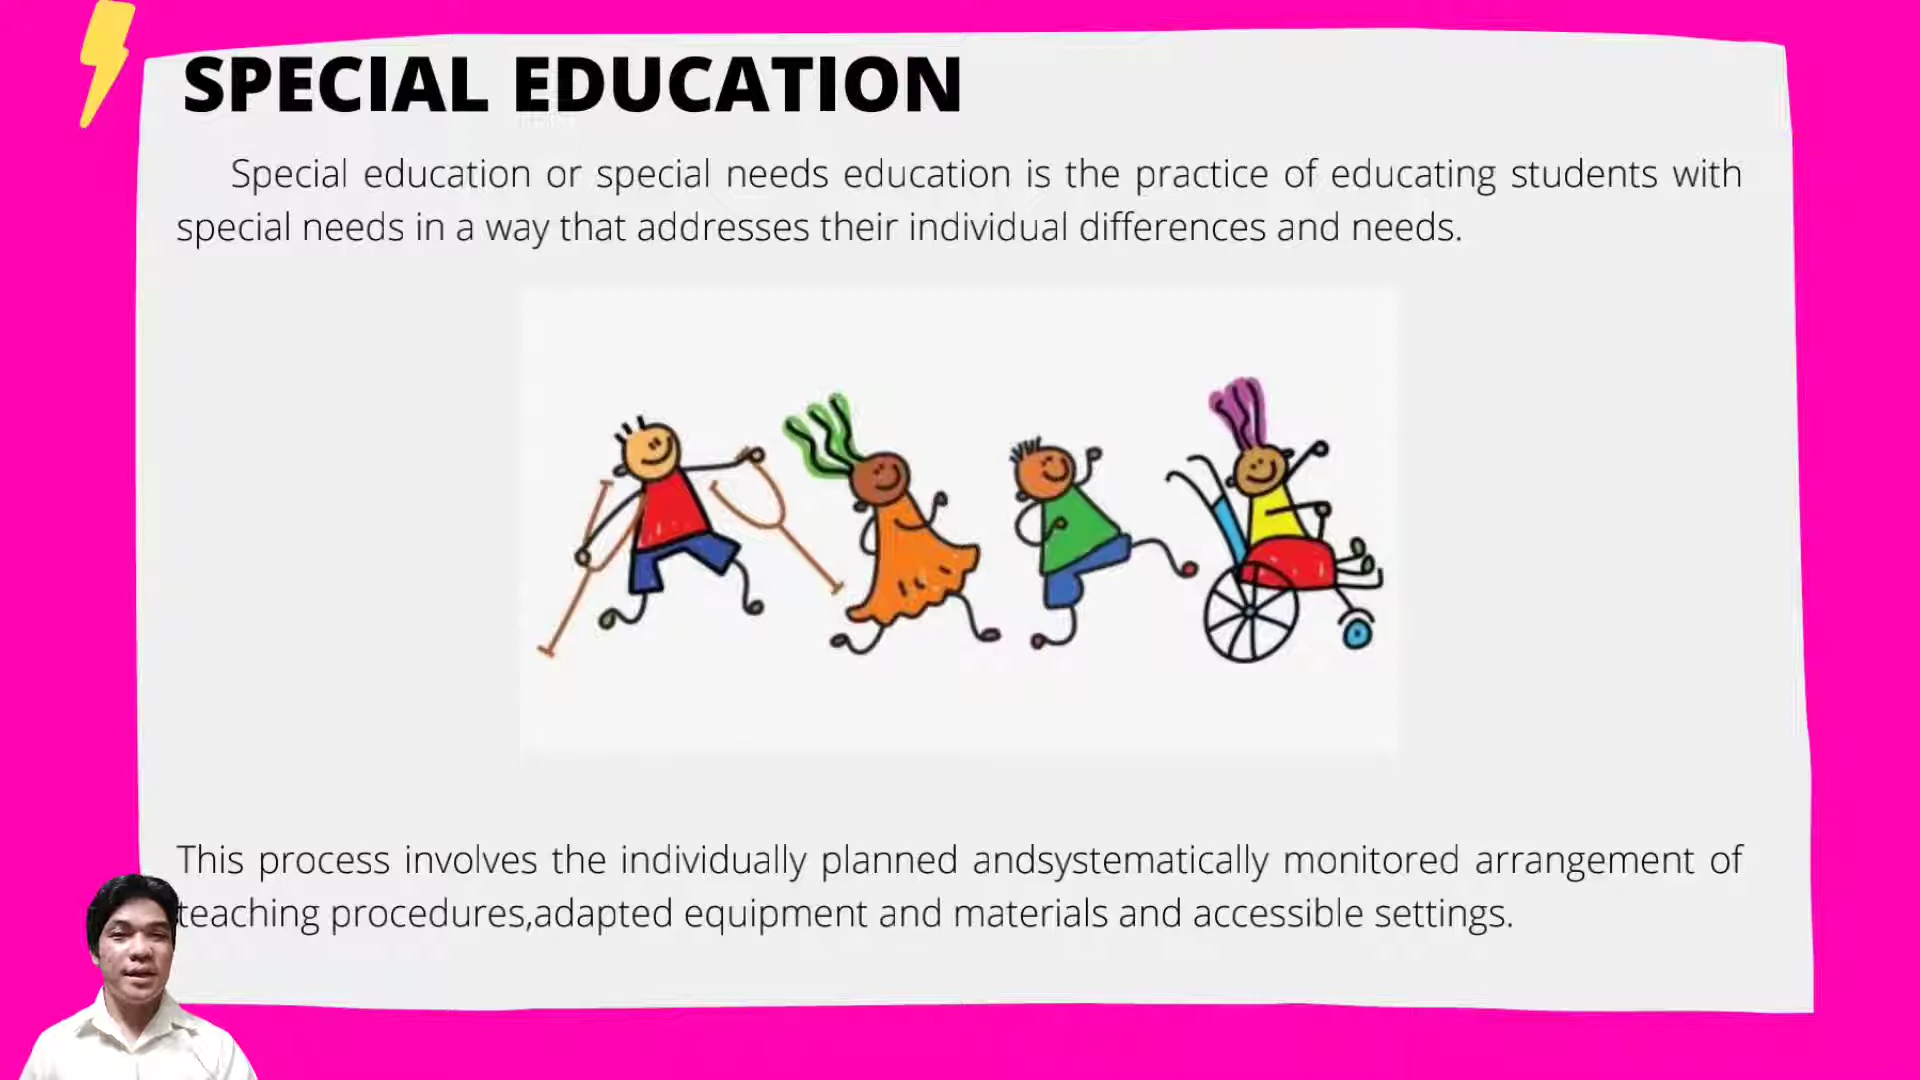 SPECIAL EDUCATION
Special education or special needs education is the practice of educating students with
special needs in a way that addresses their individual differences and needs.
This process involves the individually planned andsystematically monitored arrangement of
teaching procedures,adapted equipment and materials and accessible settings.